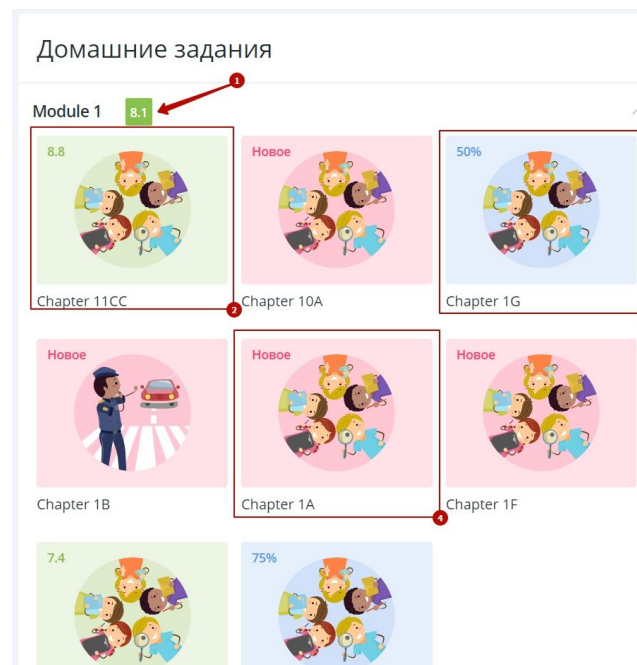 Домашние задания
1
Module 1 8.1
8.8 Новое 50%
Chapter 11CC Chapter 10A Chapter 1G
2
Новое Новое Новое
Chapter 1B Chapter 1A Chapter 1F
4
7.4 75%